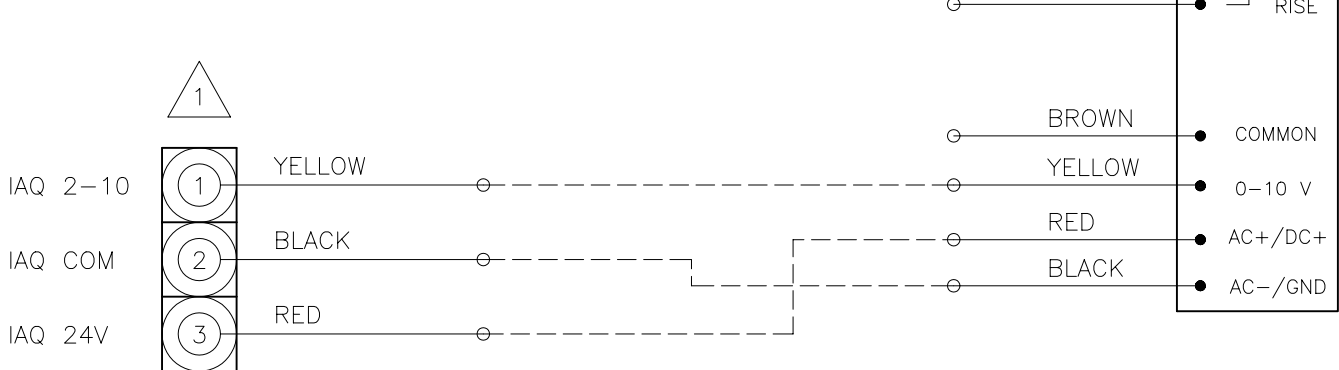 RISE
1
BROWN COMMON
IAQ 2-10 1 YELLOW YELLOW 0-10 V
RED AC+/DC+
IAQ COM 2 BLACK
BLACK AC-/GND
IAQ 24V 3 RED